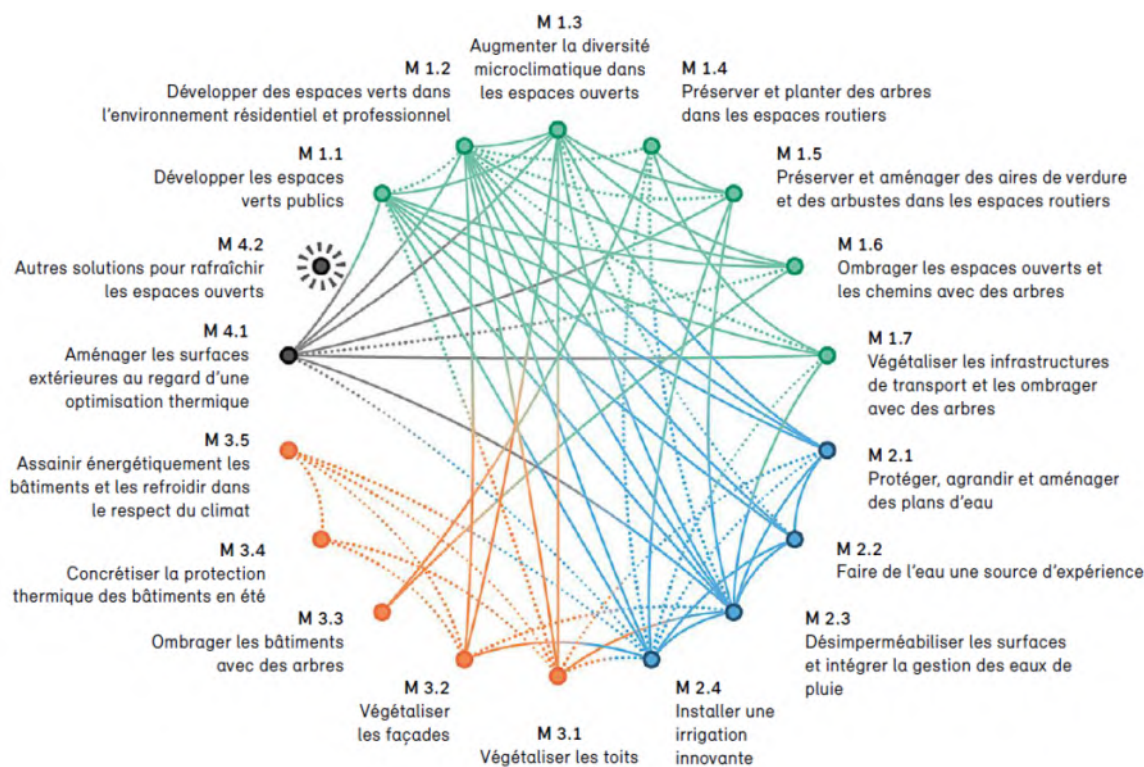 M 1.3
Augmenter la diversité
microclimatique dans
les espaces ouverts
M 1.4
Préserver et planter des arbres
dans les espaces routiers
M 1.5
Préserver et aménager des aires de verdure
et des arbustes dans les espaces routiers
M 1.6
Ombrager les espaces ouverts et
les chemins avec des arbres
M 1.7
Végétaliser les infrastructures
de transport et les ombrager
avec des arbres
M 2.1
Protéger, agrandir et aménager
des plans d'eau
M 2.2
Faire de l'eau une source d'expérience
M 2.3
Désimperméabiliser les surfaces
et intégrer la gestion des eaux de
pluie
M 2.4
Installer une
irrigation
innovante
M 3.1
Végétaliser les toits
M 3.2
Végétaliser
les façades
M 3.3
Ombrager les bâtiments
avec des arbres
M 3.4
Concrétiser la protection
thermique des bâtiments en été
M 3.5
Assainir énergétiquement les
bâtiments et les refroidir dans
le respect du climat
M 4.1
Aménager les surfaces
extérieures au regard d'une
optimisation thermique
M 4.2
Autres solutions pour rafraîchir
les espaces ouverts
M 1.1
Développer les espaces
verts publics
M 1.2
Développer des espaces verts dans
l'environnement résidentiel et professionnel